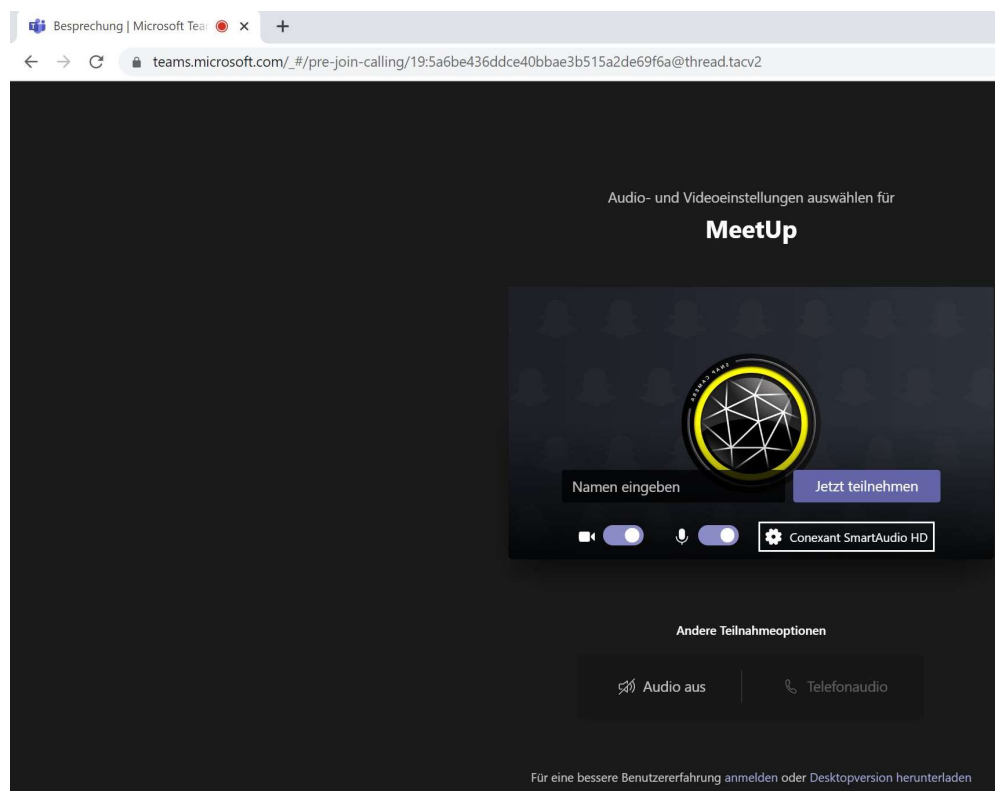 Besprechung | Microsoft Tea
teams.microsoft.com/_#/pre-join-calling/19:5a6be436ddce40bbae3b515a2de69f6a@thread.tacv2
Audio- und Videoeinstellungen auswählen für
MeetUp
SNAP CAMERA
Namen eingeben
Jetzt teilnehmen
Conexant SmartAudio HD
Andere Teilnahmeoptionen
Audio aus
Telefonaudio
Für eine bessere Benutzererfahrung anmelden oder Desktopversion herunterladen